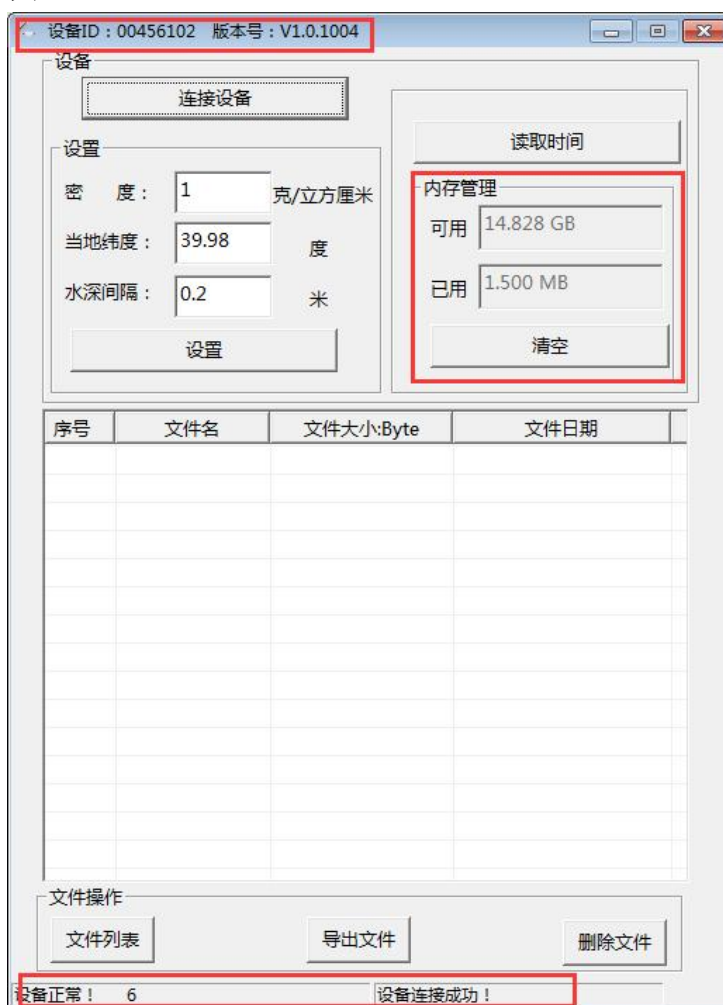 设备ID：00456102 版本号：V1.0.1004
设备
连接设备
读取时间
设置
密 度： 1 克/立方厘米
当地纬度： 39.98 度
水深间隔： 0.2 米
设置
内存管理
可用 14.828 GB
已用 1.500 MB
清空
序号 文件名 文件大小:Byte 文件日期
文件操作
文件列表 导出文件 删除文件
设备正常！ 6 设备连接成功！